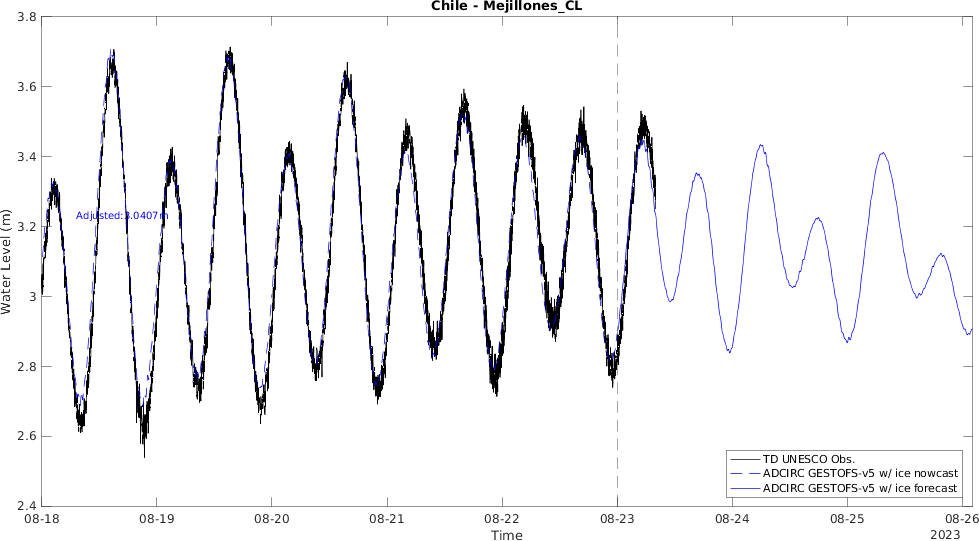 Chile - Mejillones_CL
3.8
3.6
3.4
3.2
3
2.8
2.6
2.4
Water Level (m)
Adjusted:3.0407m
TD UNESCO Obs.
ADCIRC GESTOFS-v5 w/ ice nowcast
ADCIRC GESTOFS-v5 w/ ice forecast
08-18 08-19 08-20 08-21 08-22 08-23 08-24 08-25 08-26
Time
2023